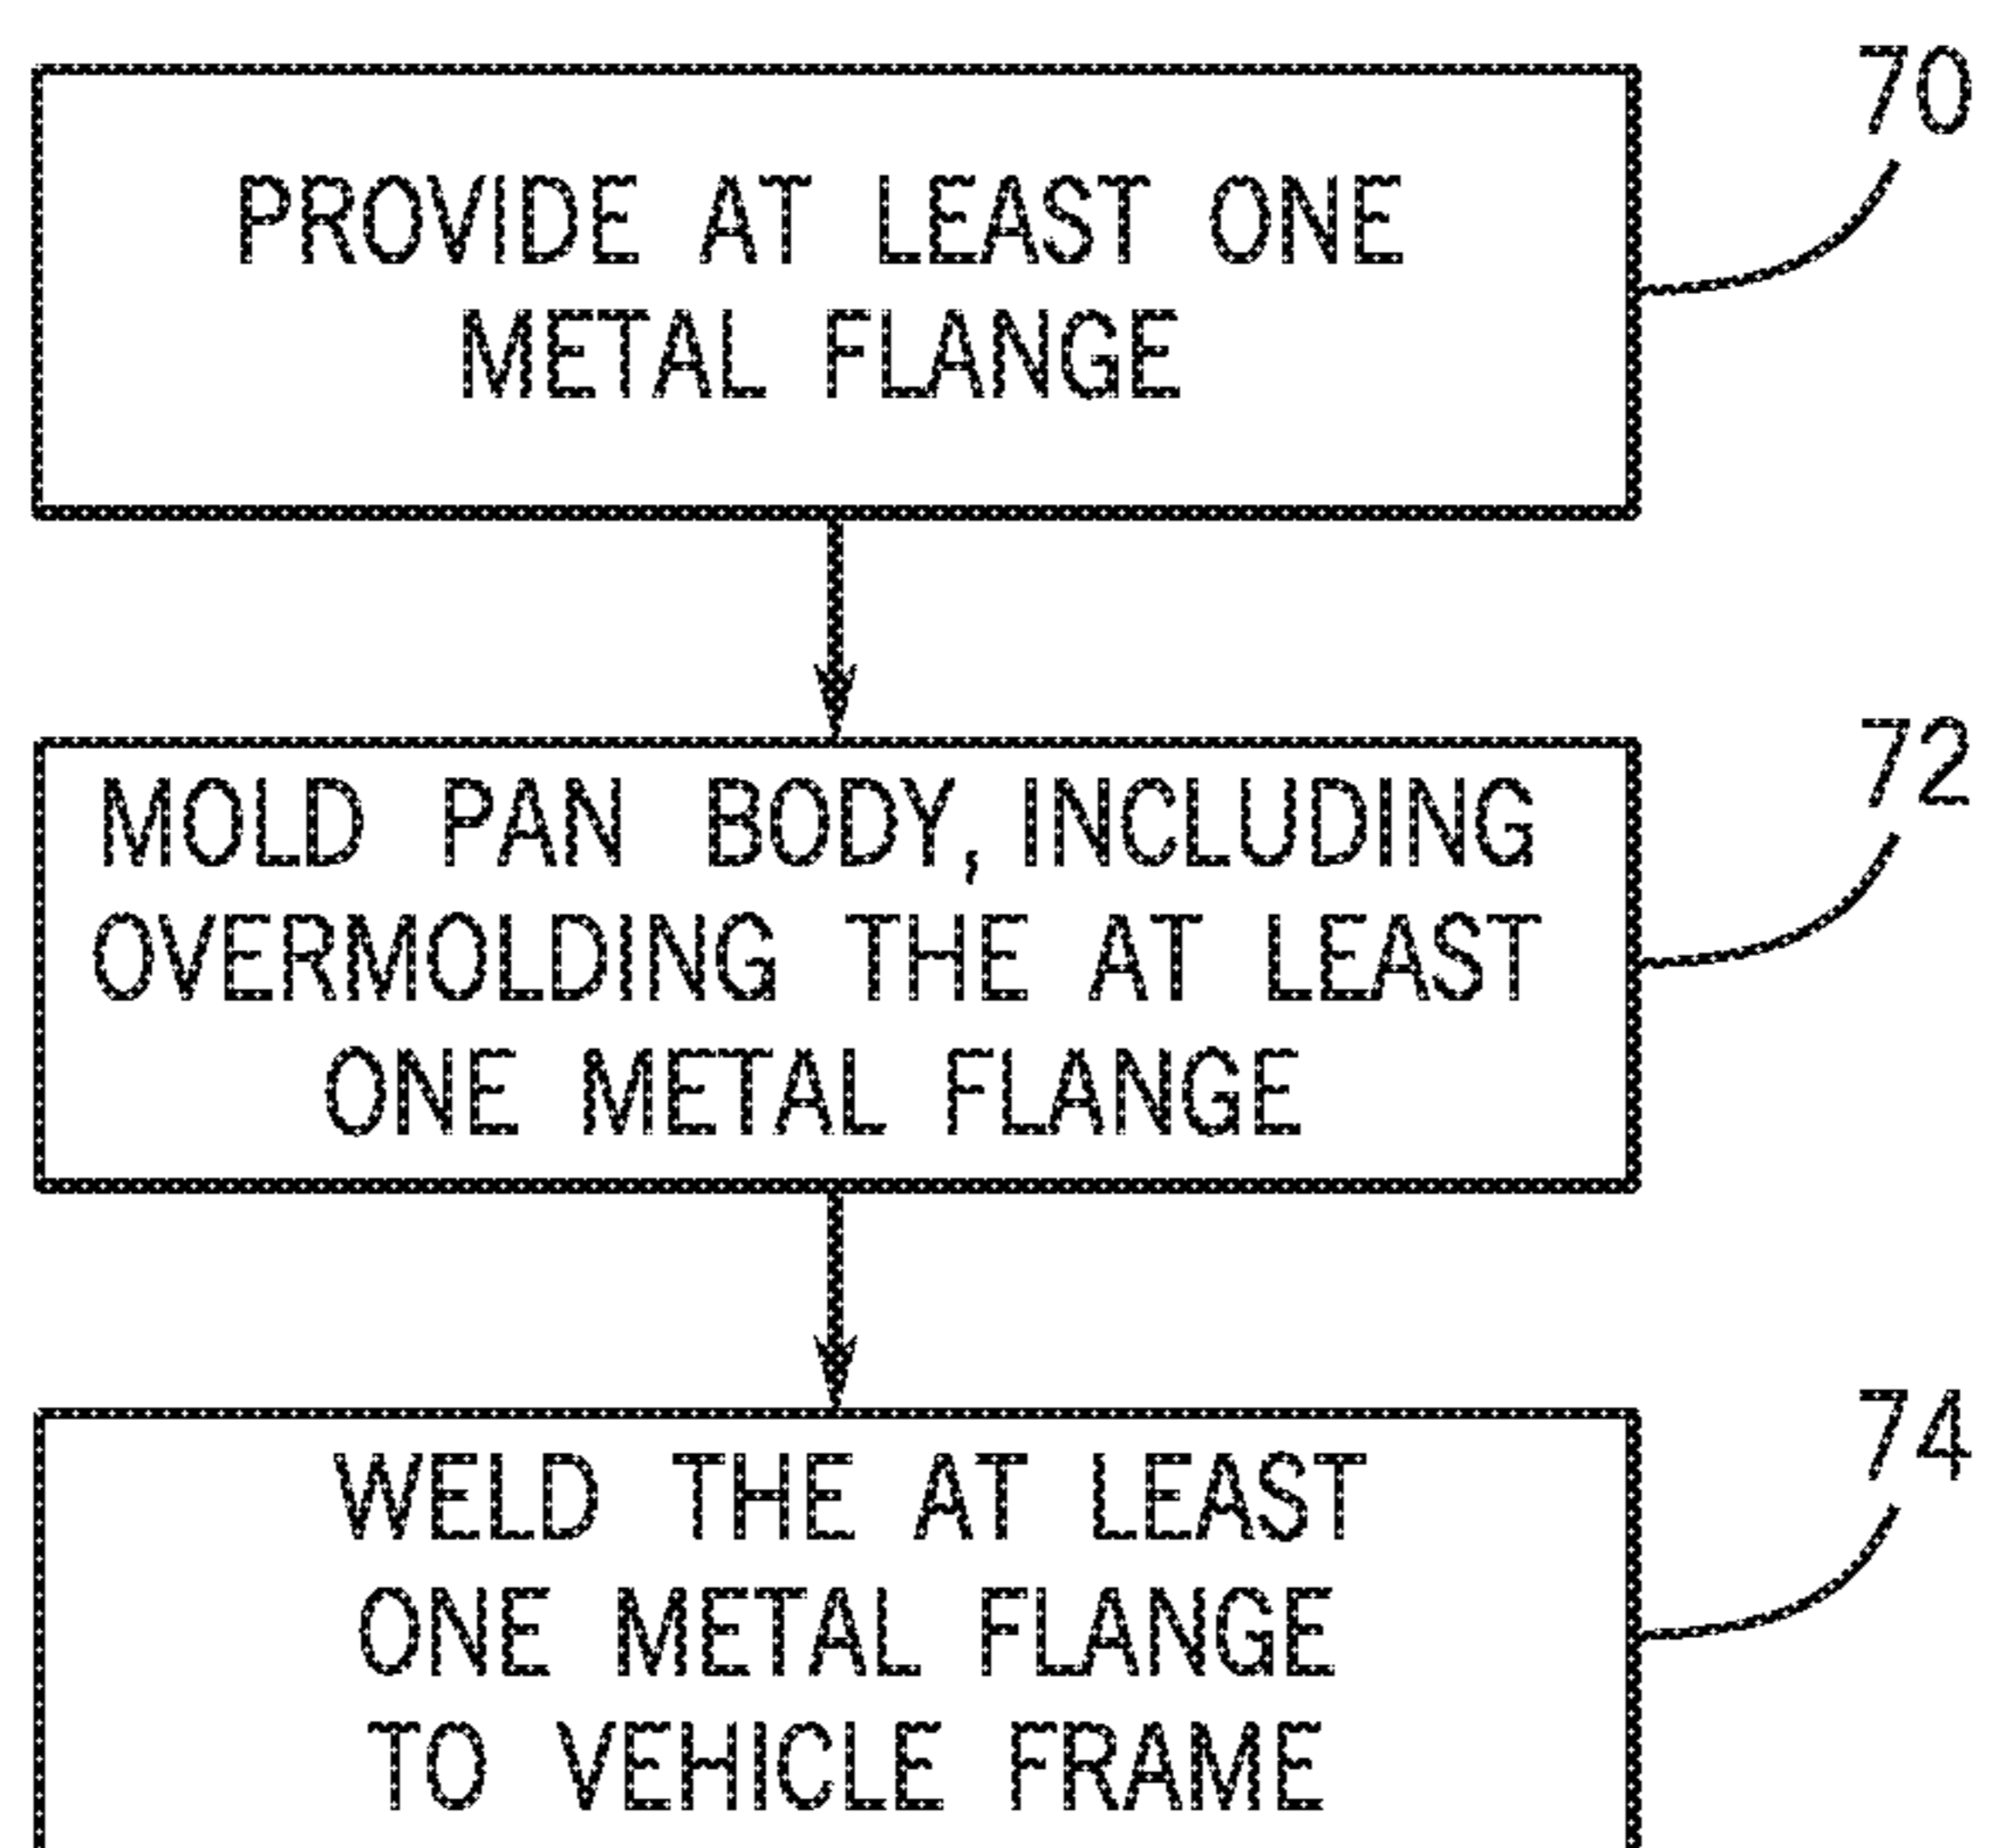 70
PROVIDE AT LEAST ONE
METAL FLANGE
72
MOLD PAN BODY, INCLUDING
OVERMOLDING THE AT LEAST
ONE METAL FLANGE
74
WELD THE AT LEAST
ONE METAL FLANGE
TO VEHICLE FRAME